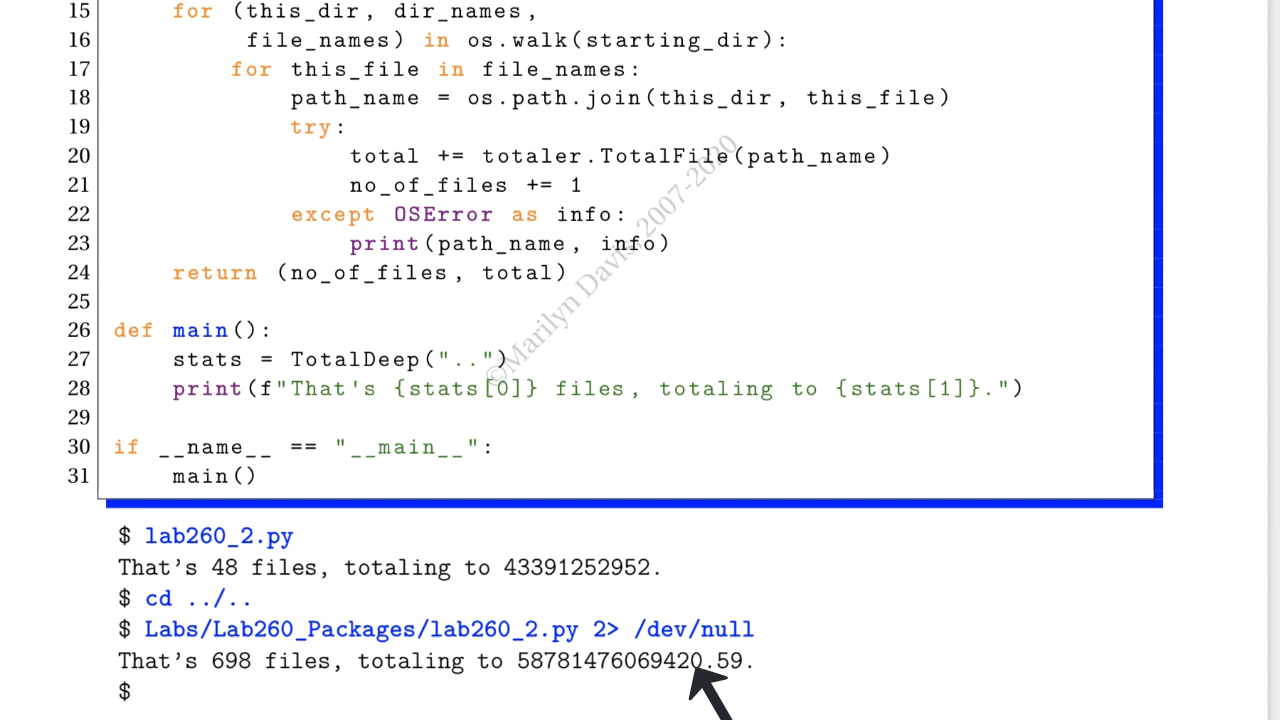 15 for (this_dir, dir_names,
16 file_names) in os.walk(starting_dir):
17 for this_file in file_names:
18 path_name = os.path.join(this_dir, this_file)
19 try:
20 total += totaler.TotalFile(path_name)
21 no_of_files += 1
22 except OSError as info:
23 print(path_name, info)
24 return (no_of_files, total)
25
26 def main():
27 stats = TotalDeep("..")
28 print(f"That's {stats[0]} files, totaling to {stats[1]}.")
29
30 if __name__ == "__main__":
31 main()
©Marilyn Davis, 2007-2020
$ lab260_2.py
That's 48 files, totaling to 43391252952.
$ cd ../..
$ Labs/Lab260_Packages/lab260_2.py 2> /dev/null
That's 698 files, totaling to 58781476069420.59.
$